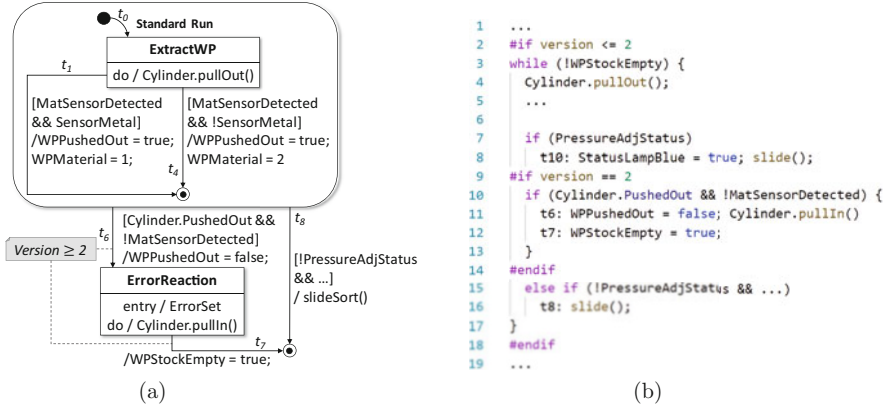 t0
Standard Run
ExtractWP
do / Cylinder.pullOut()
t1
[MatSensorDetected
&& SensorMetal]
/WPPushedOut = true;
WPMaterial = 1;
[MatSensorDetected
&& !SensorMetal]
/WPPushedOut = true;
WPMaterial = 2
t4
t6
[Cylinder.PushedOut &&
!MatSensorDetected]
/WPPushedOut = false;
t8
[!PressureAdjStatus
&& ...]
/ slideSort()
Version ≥ 2
ErrorReaction
entry / ErrorSet
do / Cylinder.pullIn()
t7
/WPStockEmpty = true;
(a)
1 ...
2 #if version <= 2
3 while (!WPStockEmpty) {
4 Cylinder.pullOut();
5 ...
6
7 if (PressureAdjStatus)
8 t10: StatusLampBlue = true; slide();
9 #if version == 2
10 if (Cylinder.PushedOut && !MatSensorDetected) {
11 t6: WPPushedOut = false; Cylinder.pullIn()
12 t7: WPStockEmpty = true;
13 }
14 #endif
15 else if (!PressureAdjStatus && ...)
16 t8: slide();
17 }
18 #endif
19 ...
(b)